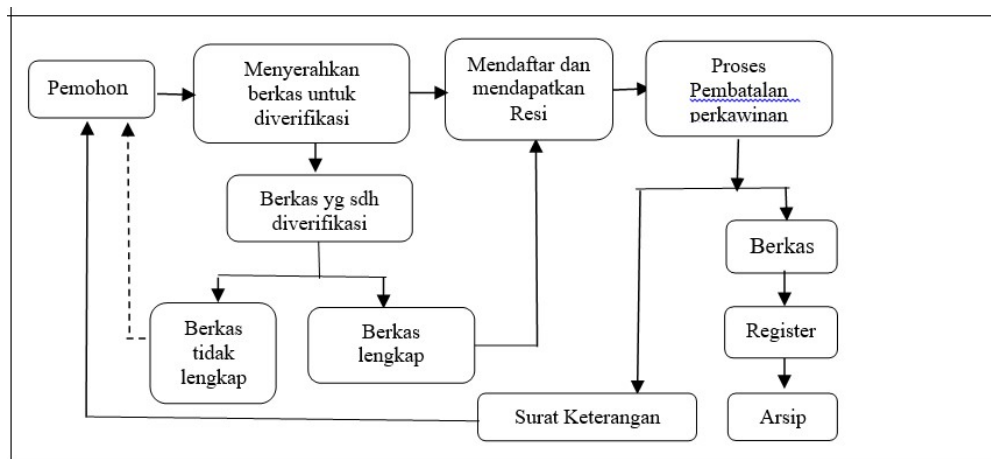 Pemohon
Menyerahkan
berkas untuk
diverifikasi
Mendaftar dan
mendapatkan
Resi
Proses
Pembatalan
perkawinan
Berkas yg sdh
diverifikasi
Berkas
tidak
lengkap
Berkas
lengkap
Berkas
Register
Surat Keterangan
Arsip